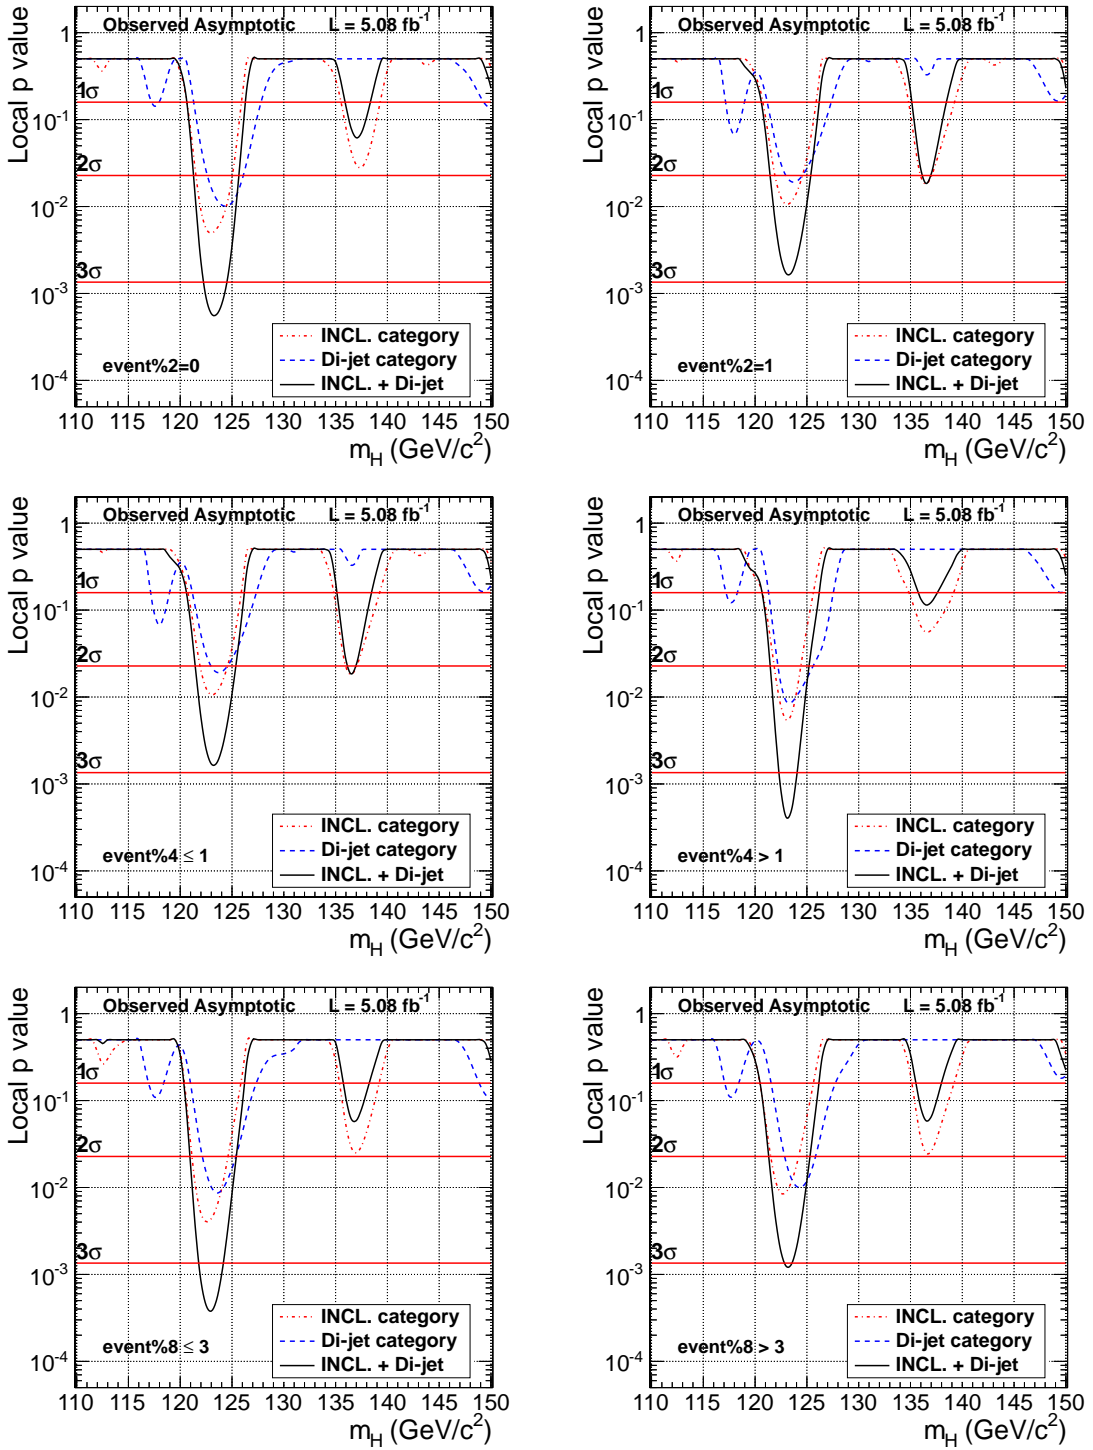 Observed Asymptotic L = 5.08 fb⁻¹
Local p value
1
10⁻¹
10⁻²
10⁻³
10⁻⁴
1σ
2σ
3σ
INCL. category
Di-jet category
INCL. + Di-jet
event%2=0
110 115 120 125 130 135 140 145 150
m_H (GeV/c²)
Observed Asymptotic L = 5.08 fb⁻¹
Local p value
1
10⁻¹
10⁻²
10⁻³
10⁻⁴
1σ
2σ
3σ
INCL. category
Di-jet category
INCL. + Di-jet
event%2=1
110 115 120 125 130 135 140 145 150
m_H (GeV/c²)
Observed Asymptotic L = 5.08 fb⁻¹
Local p value
1
10⁻¹
10⁻²
10⁻³
10⁻⁴
1σ
2σ
3σ
INCL. category
Di-jet category
INCL. + Di-jet
event%4 ≤ 1
110 115 120 125 130 135 140 145 150
m_H (GeV/c²)
Observed Asymptotic L = 5.08 fb⁻¹
Local p value
1
10⁻¹
10⁻²
10⁻³
10⁻⁴
1σ
2σ
3σ
INCL. category
Di-jet category
INCL. + Di-jet
event%4 > 1
110 115 120 125 130 135 140 145 150
m_H (GeV/c²)
Observed Asymptotic L = 5.08 fb⁻¹
Local p value
1
10⁻¹
10⁻²
10⁻³
10⁻⁴
1σ
2σ
3σ
INCL. category
Di-jet category
INCL. + Di-jet
event%8 ≤ 3
110 115 120 125 130 135 140 145 150
m_H (GeV/c²)
Observed Asymptotic L = 5.08 fb⁻¹
Local p value
1
10⁻¹
10⁻²
10⁻³
10⁻⁴
1σ
2σ
3σ
INCL. category
Di-jet category
INCL. + Di-jet
event%8 > 3
110 115 120 125 130 135 140 145 150
m_H (GeV/c²)